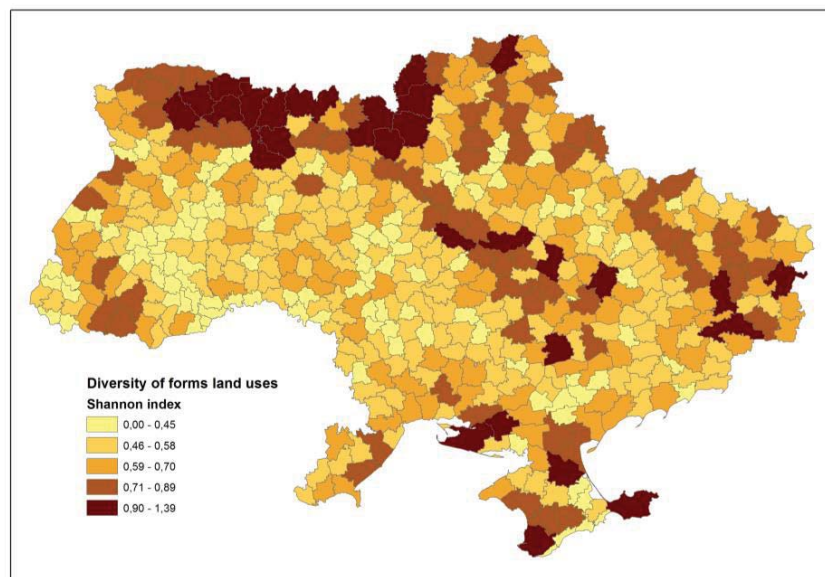 Diversity of forms land uses
Shannon index
0,00 - 0,45
0,46 - 0,58
0,59 - 0,70
0,71 - 0,89
0,90 - 1,39